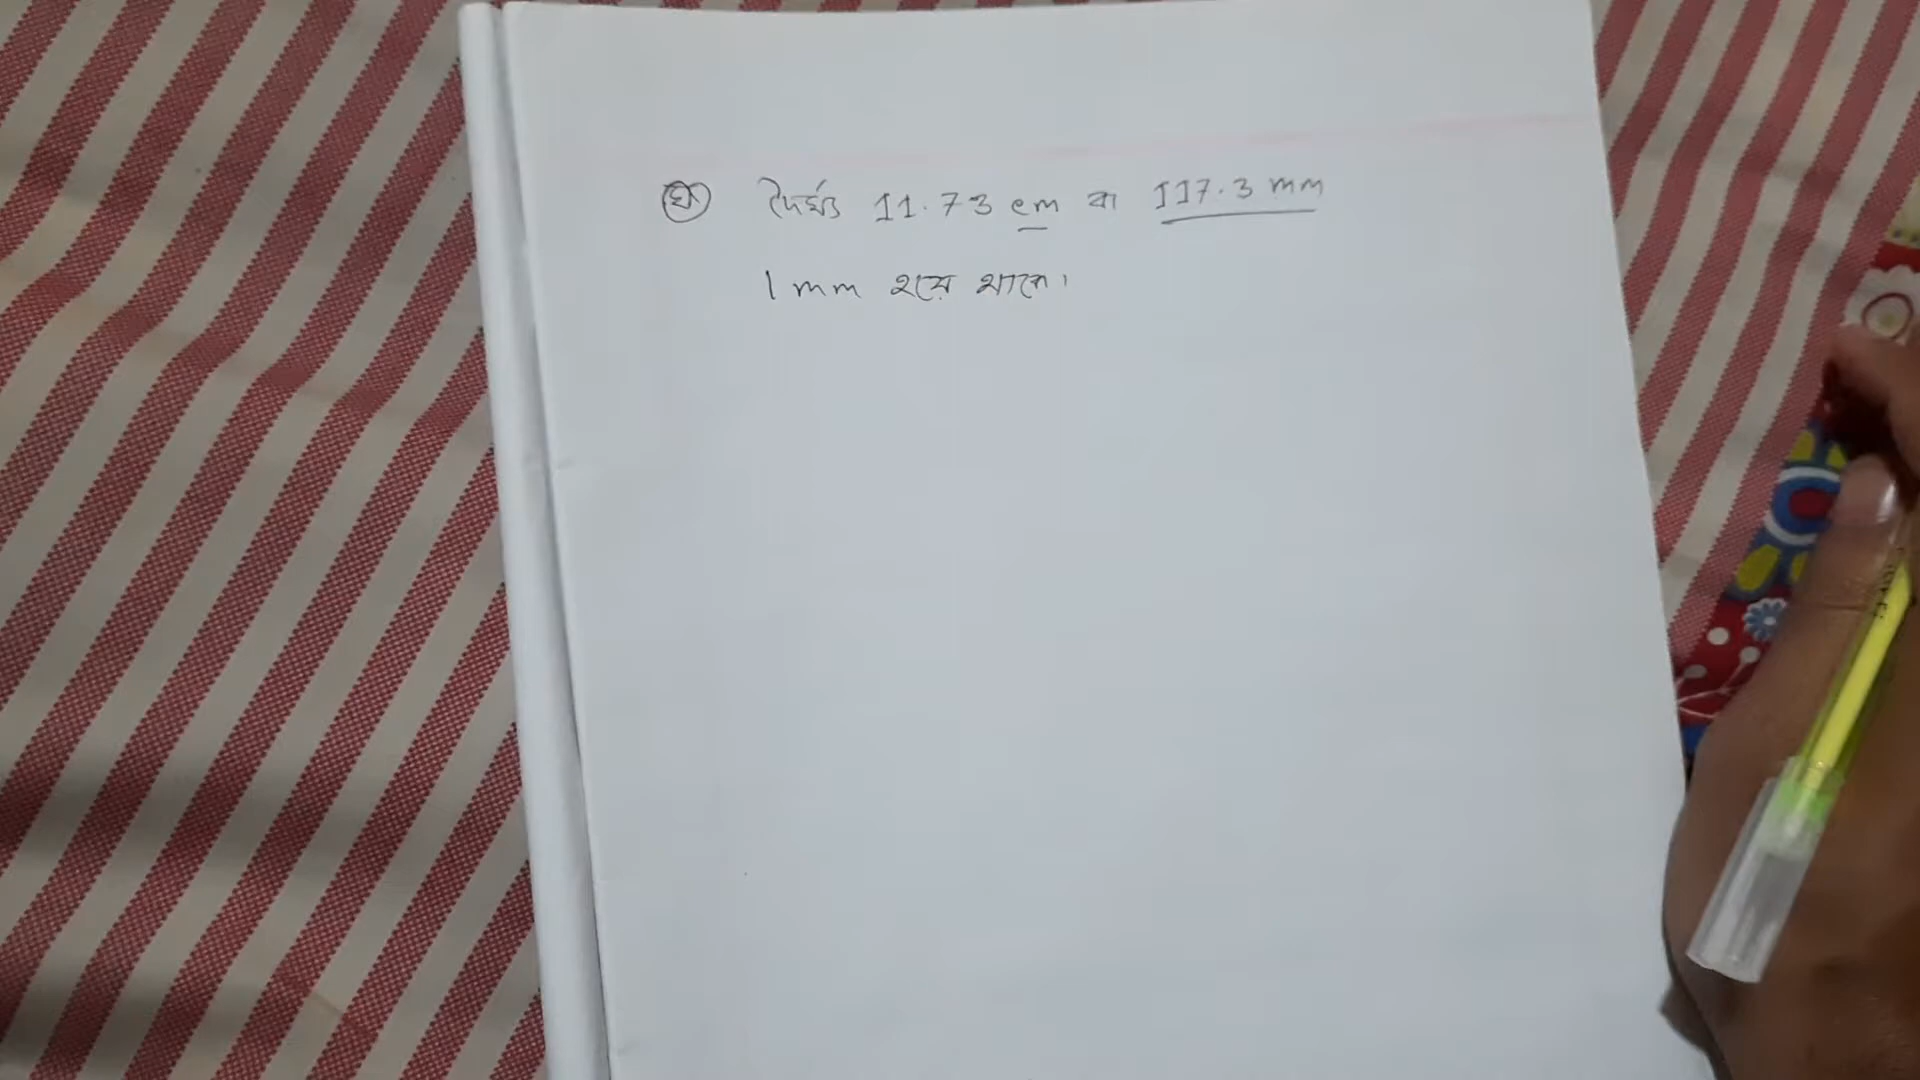 ঘ দৈর্ঘ্য 11.73 cm বা 117.3 mm
1 mm হয়ে থাকে।